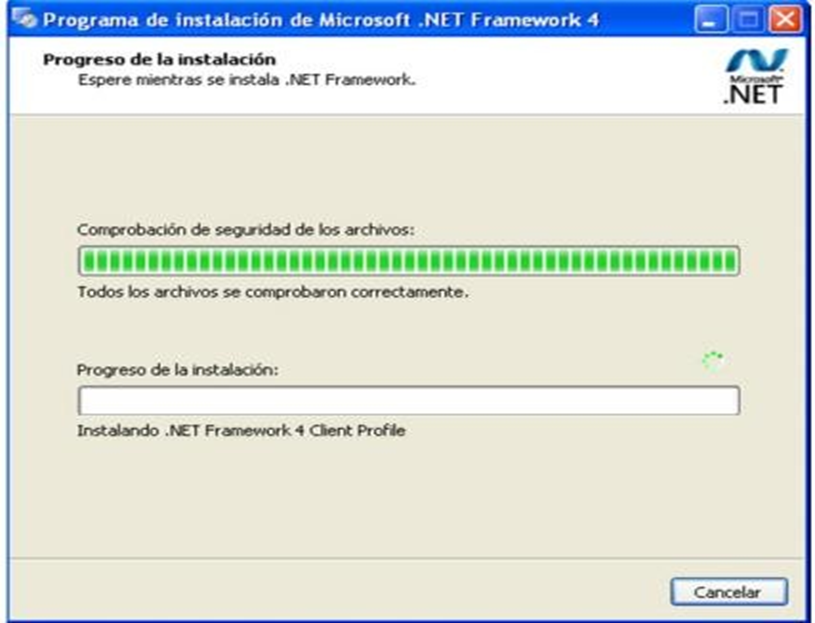 Programa de instalación de Microsoft .NET Framework 4
Progreso de la instalación
Espere mientras se instala .NET Framework.
Microsoft®
.NET
Comprobación de seguridad de los archivos:
Todos los archivos se comprobaron correctamente.
Progreso de la instalación:
Instalando .NET Framework 4 Client Profile
Cancelar